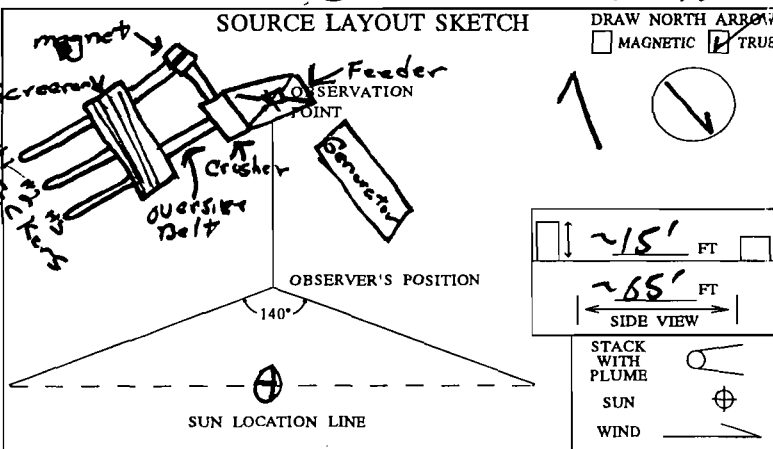 SOURCE LAYOUT SKETCH
DRAW NORTH ARROW
MAGNETIC TRUE
magnet
Feeder
OBSERVATION
POINT
Crusher
Generator
oversize
Belt
~15' FT
OBSERVER'S POSITION
~65' FT
SIDE VIEW
140°
STACK
WITH
PLUME
SUN
WIND
SUN LOCATION LINE